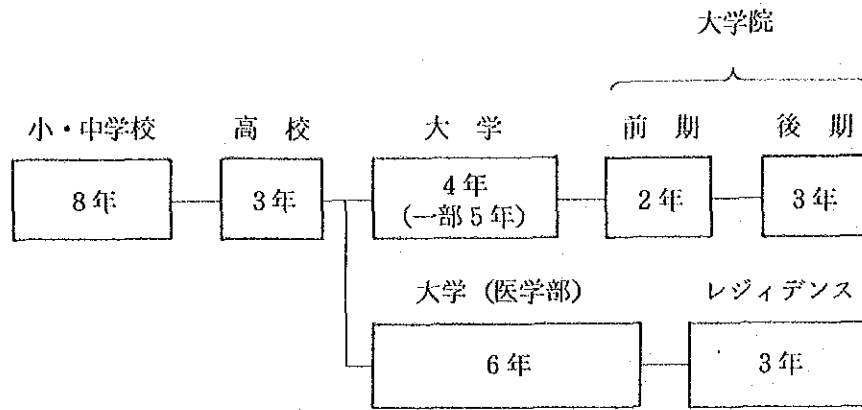 大学院
小・中学校 高校 大学 前期 後期
8年 3年 4年 2年 3年
(一部5年)
大学(医学部) レジィデンス
6年 3年